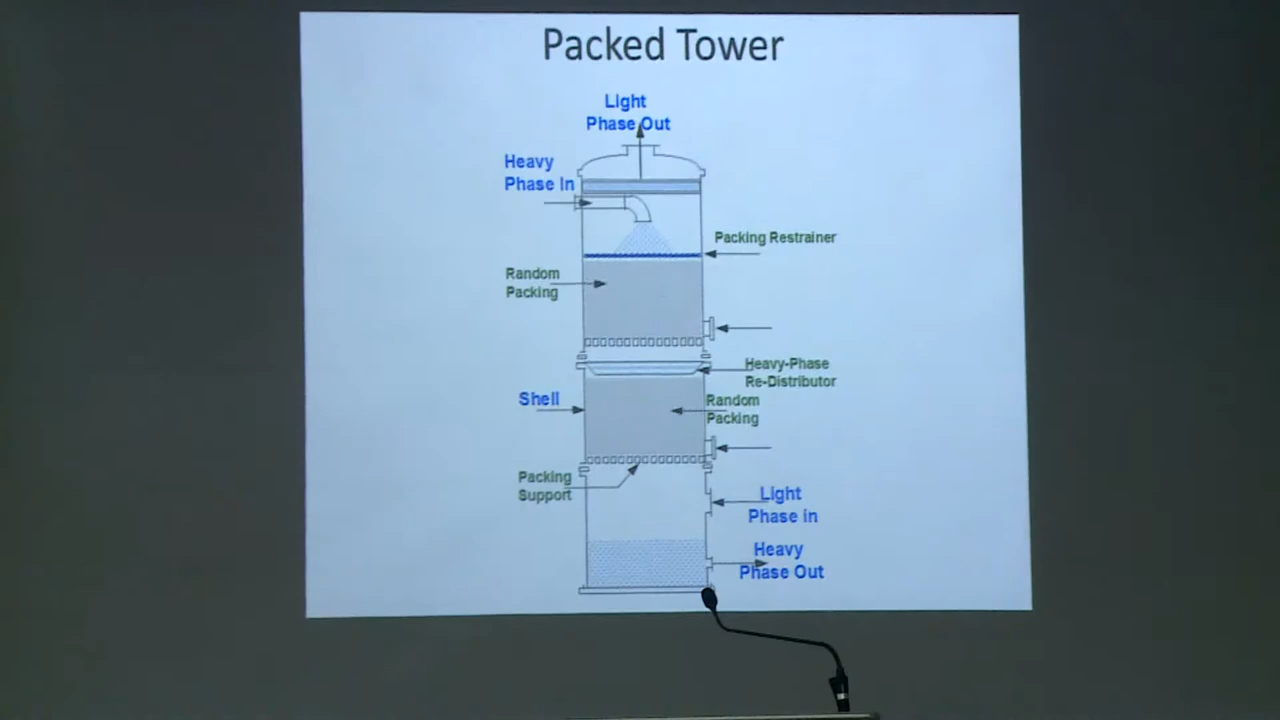 Packed Tower
Light
Phase Out
Heavy
Phase In
Packing Restrainer
Random
Packing
Heavy-Phase
Re-Distributor
Shell
Random
Packing
Packing
Support
Light
Phase in
Heavy
Phase Out